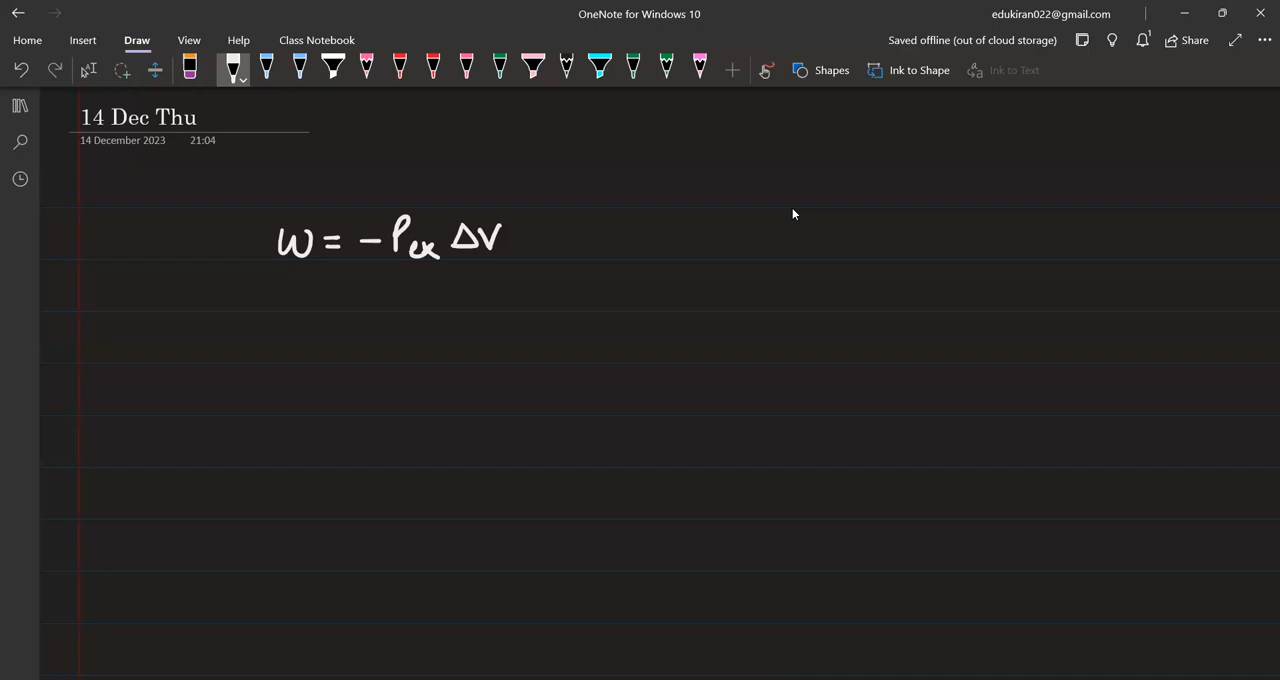 OneNote for Windows 10
edukiran022@gmail.com
Home Insert Draw View Help Class Notebook
Saved offline (out of cloud storage)
1
Share
Shapes
Ink to Shape
Ink to Text
14 Dec Thu
14 December 2023 21:04
W = - Pex ΔV